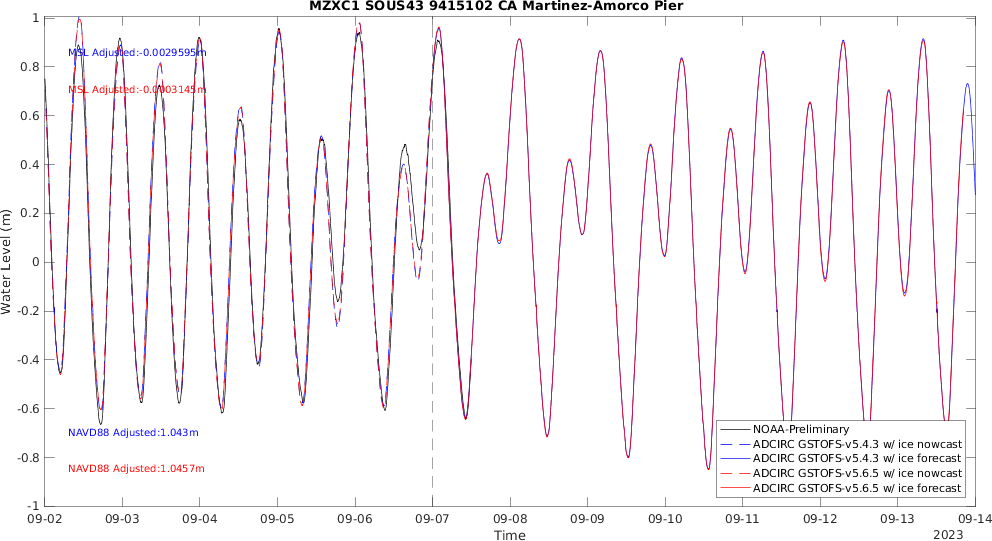 MZXC1 SOUS43 9415102 CA Martinez-Amorco Pier
1
0.8
0.6
0.4
0.2
0
-0.2
-0.4
-0.6
-0.8
-1
Water Level (m)
MSL Adjusted:-0.0029595m
MSL Adjusted:-0.0003145m
NAVD88 Adjusted:1.043m
NAVD88 Adjusted:1.0457m
NOAA-Preliminary
ADCIRC GSTOFS-v5.4.3 w/ ice nowcast
ADCIRC GSTOFS-v5.4.3 w/ ice forecast
ADCIRC GSTOFS-v5.6.5 w/ ice nowcast
ADCIRC GSTOFS-v5.6.5 w/ ice forecast
09-02 09-03 09-04 09-05 09-06 09-07 09-08 09-09 09-10 09-11 09-12 09-13 09-14
Time
2023